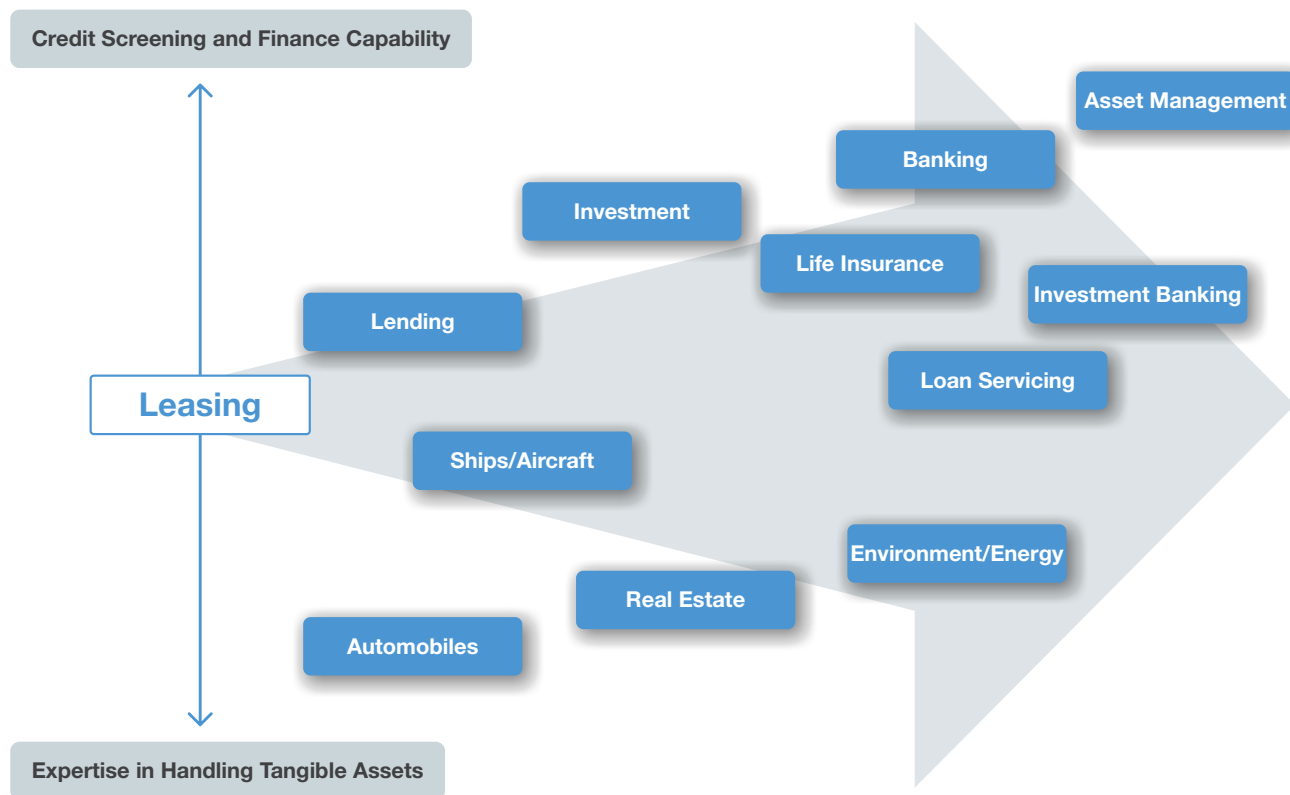 Credit Screening and Finance Capability
Asset Management
Banking
Investment
Life Insurance
Investment Banking
Lending
Loan Servicing
Leasing
Ships/Aircraft
Environment/Energy
Real Estate
Automobiles
Expertise in Handling Tangible Assets